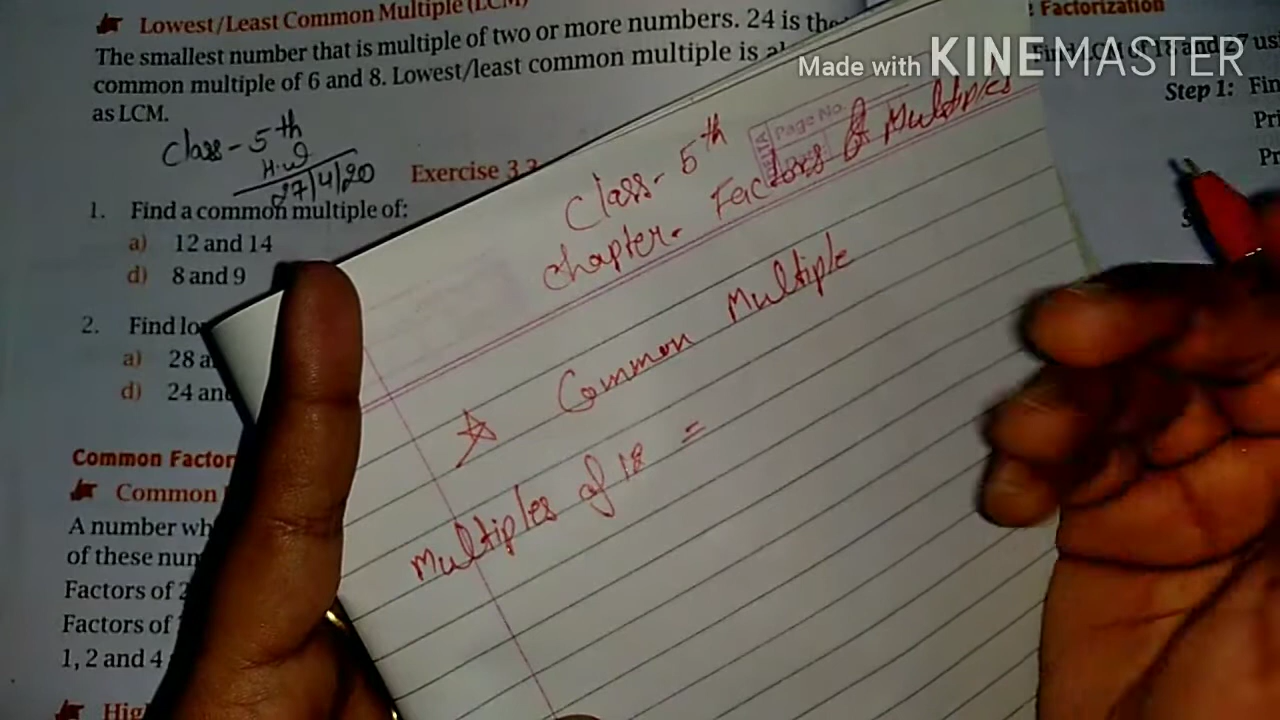 Lowest/Least Common Multiple (LCM)
The smallest number that is multiple of two or more numbers. 24 is the
common multiple of 6 and 8. Lowest/least common multiple is
as LCM.
Class - 5th
H.W
27/4/20
Exercise 3.3
1. Find a common multiple of:
a) 12 and 14
d) 8 and 9
2. Find lo
a) 28 a
d) 24 an
Common Factor
Common
A number wh
of these num
Factors of 2
Factors of
1, 2 and 4
Hig
Page No.
Class - 5th
Chapter - Factors & Multiples
Common Multiple
Multiples of 18 =
Factorization
18 and 27 usi
Step 1: Fin
Pri
Pr
Made with KINEMASTER